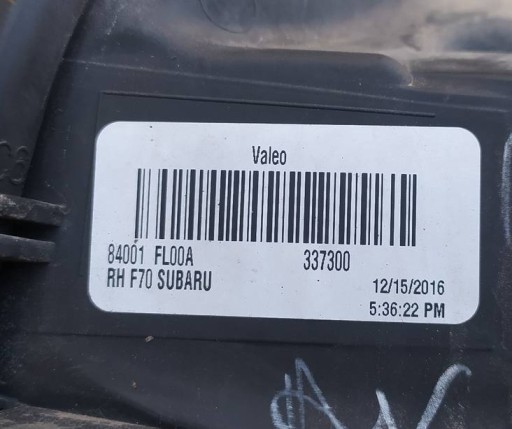 Valeo
84001 FL00A 337300
RH F70 SUBARU
12/15/2016
5:36:22 PM